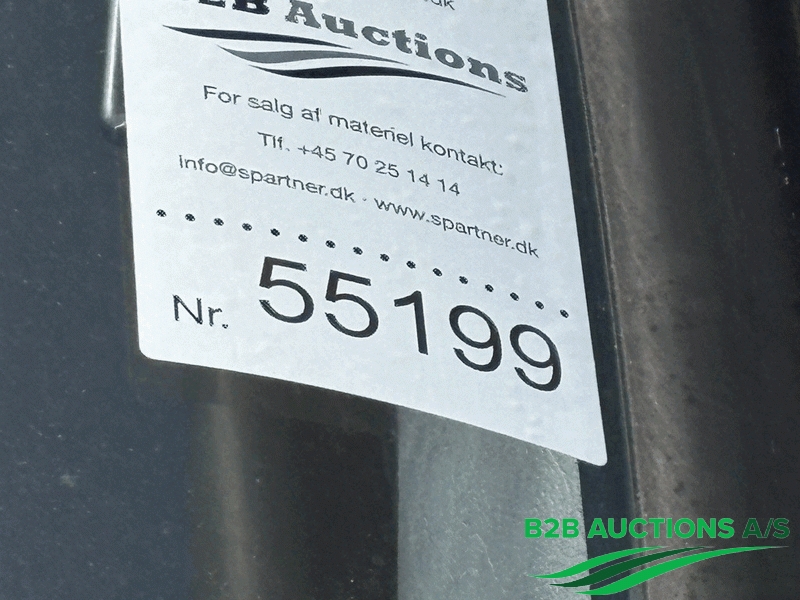 B2B Auctions
For salg af materiel kontakt:
Tlf. +45 70 25 14 14
info@spartner.dk · www.spartner.dk
Nr. 55199
B2B AUCTIONS A/S